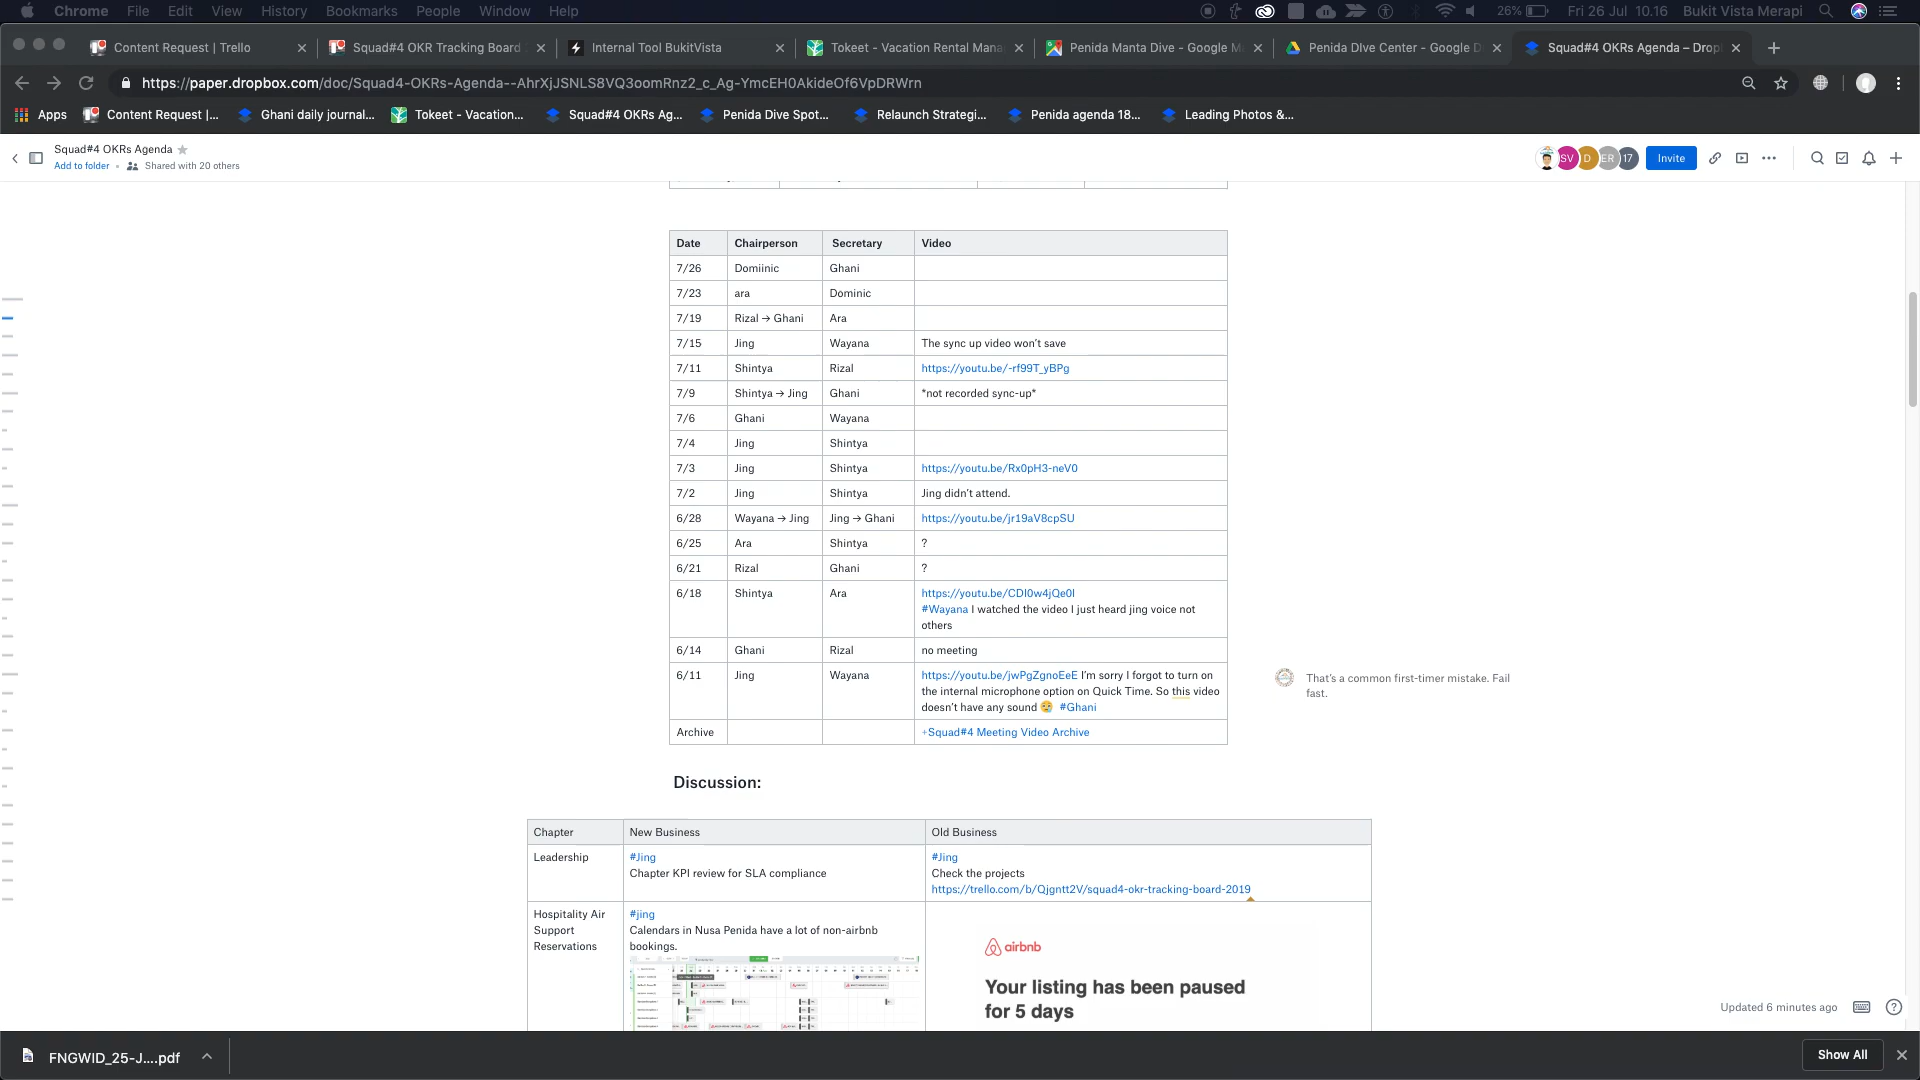 Chrome File Edit View History Bookmarks People Window Help 26% Fri 26 Jul 10.16 Bukit Vista Merapi
Content Request | Trello Squad#4 OKR Tracking Board Internal Tool BukitVista Tokeet - Vacation Rental Mana Penida Manta Dive - Google M Penida DIve Center - Google D Squad#4 OKRs Agenda – Drop
https://paper.dropbox.com/doc/Squad4-OKRs-Agenda--AhrXjJSNLS8VQ3oomRnz2_c_Ag-YmcEH0AkideOf6VpDRWrn
Apps Content Request |... Ghani daily journal... Tokeet - Vacation... Squad#4 OKRs Ag... Penida Dive Spot... Relaunch Strategi... Penida agenda 18... Leading Photos &...
Squad#4 OKRs Agenda
Add to folder • Shared with 20 others
SV D ER 17 Invite
Date Chairperson Secretary Video
7/26 Domiinic Ghani
7/23 ara Dominic
7/19 Rizal → Ghani Ara
7/15 Jing Wayana The sync up video won't save
7/11 Shintya Rizal https://youtu.be/-rf99T_yBPg
7/9 Shintya → Jing Ghani *not recorded sync-up*
7/6 Ghani Wayana
7/4 Jing Shintya
7/3 Jing Shintya https://youtu.be/Rx0pH3-neV0
7/2 Jing Shintya Jing didn't attend.
6/28 Wayana → Jing Jing → Ghani https://youtu.be/jr19aV8cpSU
6/25 Ara Shintya ?
6/21 Rizal Ghani ?
6/18 Shintya Ara https://youtu.be/CDI0w4jQe0I
#Wayana I watched the video I just heard jing voice not
others
6/14 Ghani Rizal no meeting
6/11 Jing Wayana https://youtu.be/jwPgZgnoEeE I'm sorry I forgot to turn on
the internal microphone option on Quick Time. So this video
doesn't have any sound 😢 #Ghani
That's a common first-timer mistake. Fail
fast.
Archive +Squad#4 Meeting Video Archive
Discussion:
Chapter New Business Old Business
Leadership #Jing #Jing
Chapter KPI review for SLA compliance Check the projects
https://trello.com/b/Qjgntt2V/squad4-okr-tracking-board-2019
Hospitality Air #jing
Support Calendars in Nusa Penida have a lot of non-airbnb
Reservations bookings.
airbnb
Your listing has been paused
for 5 days
Updated 6 minutes ago
FNGWID_25-J....pdf Show All